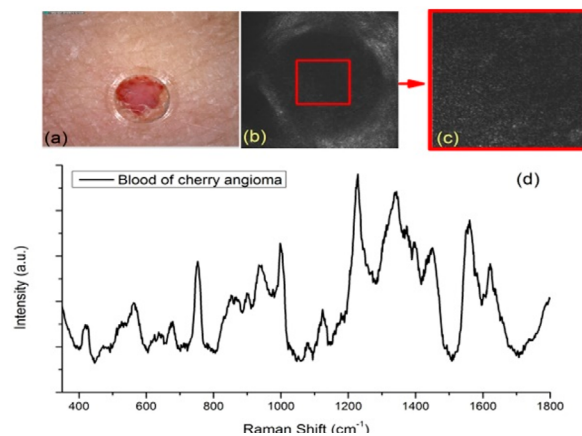 (a)
(b)
(c)
Blood of cherry angioma
(d)
Intensity (a.u.)
400 600 800 1000 1200 1400 1600 1800
Raman Shift (cm⁻¹)